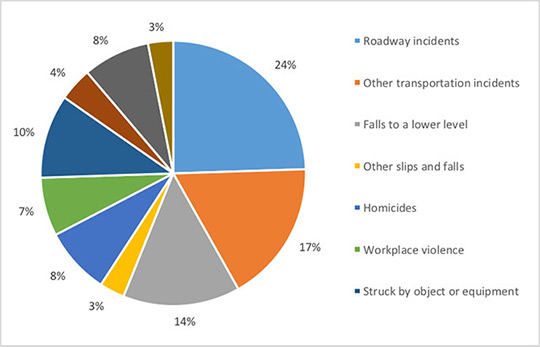 3%
8%
4%
10%
7%
8%
3%
14%
17%
24%
Roadway incidents
Other transportation incidents
Falls to a lower level
Other slips and falls
Homicides
Workplace violence
Struck by object or equipment